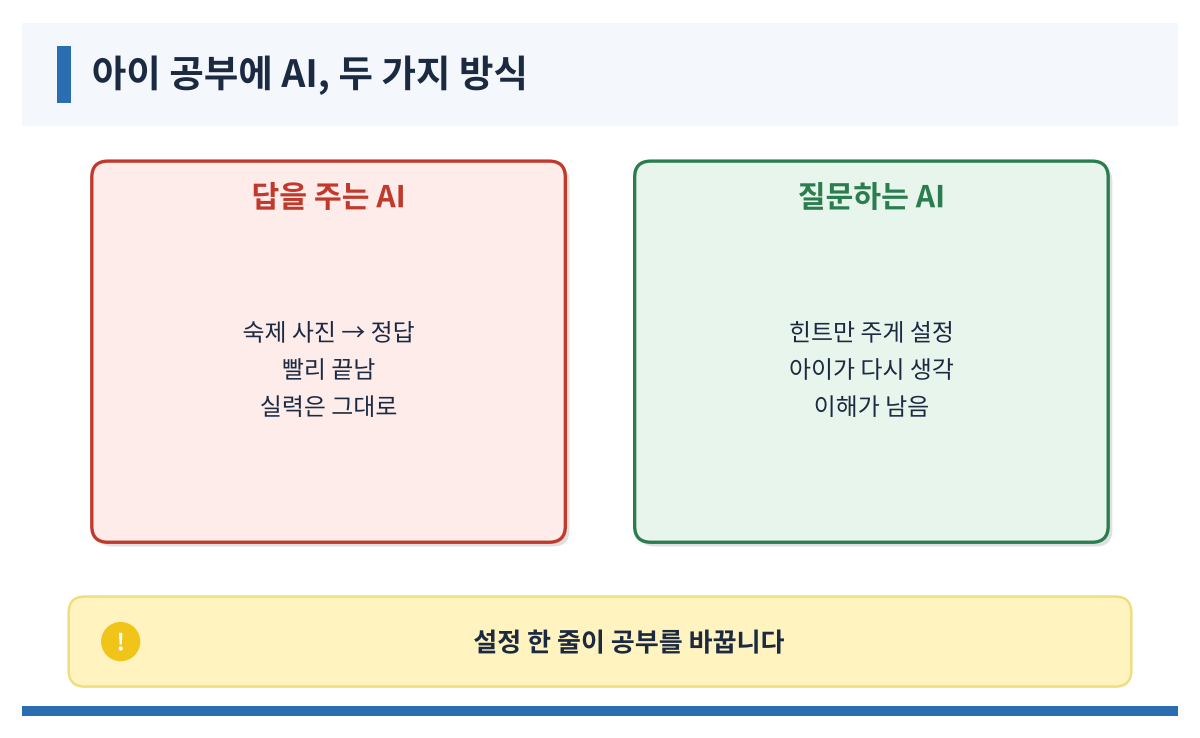 아이 공부에 AI, 두 가지 방식
답을 주는 AI
숙제 사진 → 정답
빨리 끝남
실력은 그대로
질문하는 AI
힌트만 주게 설정
아이가 다시 생각
이해가 남음
!
설정 한 줄이 공부를 바꿉니다